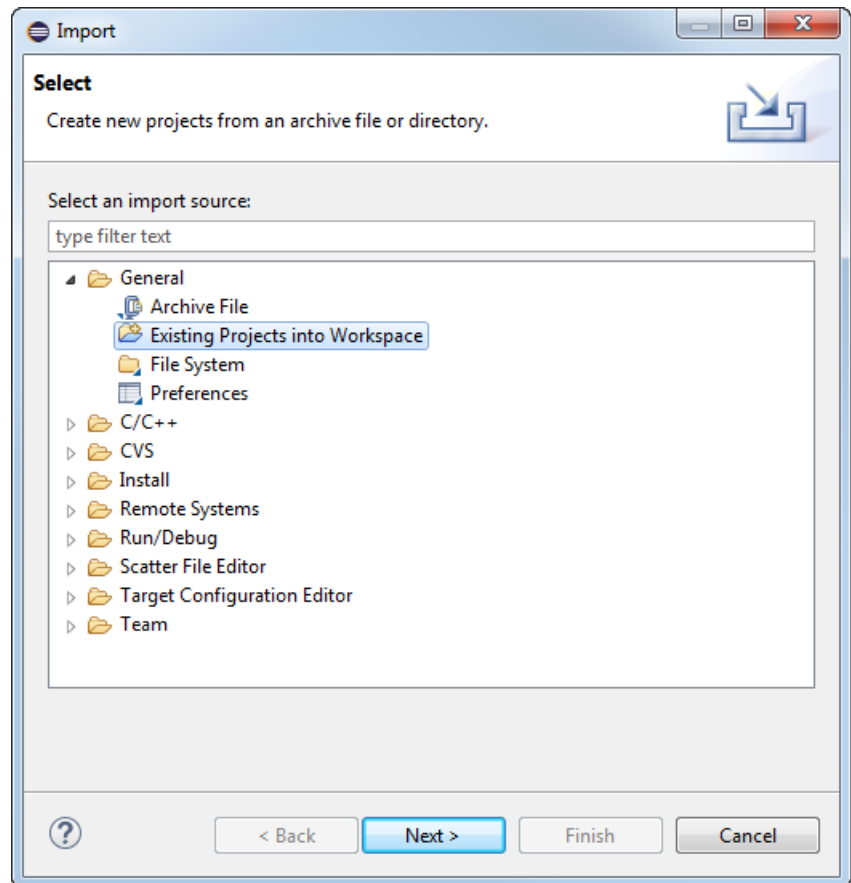 Import
Select
Create new projects from an archive file or directory.
Select an import source:
type filter text
General
Archive File
Existing Projects into Workspace
File System
Preferences
C/C++
CVS
Install
Remote Systems
Run/Debug
Scatter File Editor
Target Configuration Editor
Team
? < Back Next > Finish Cancel